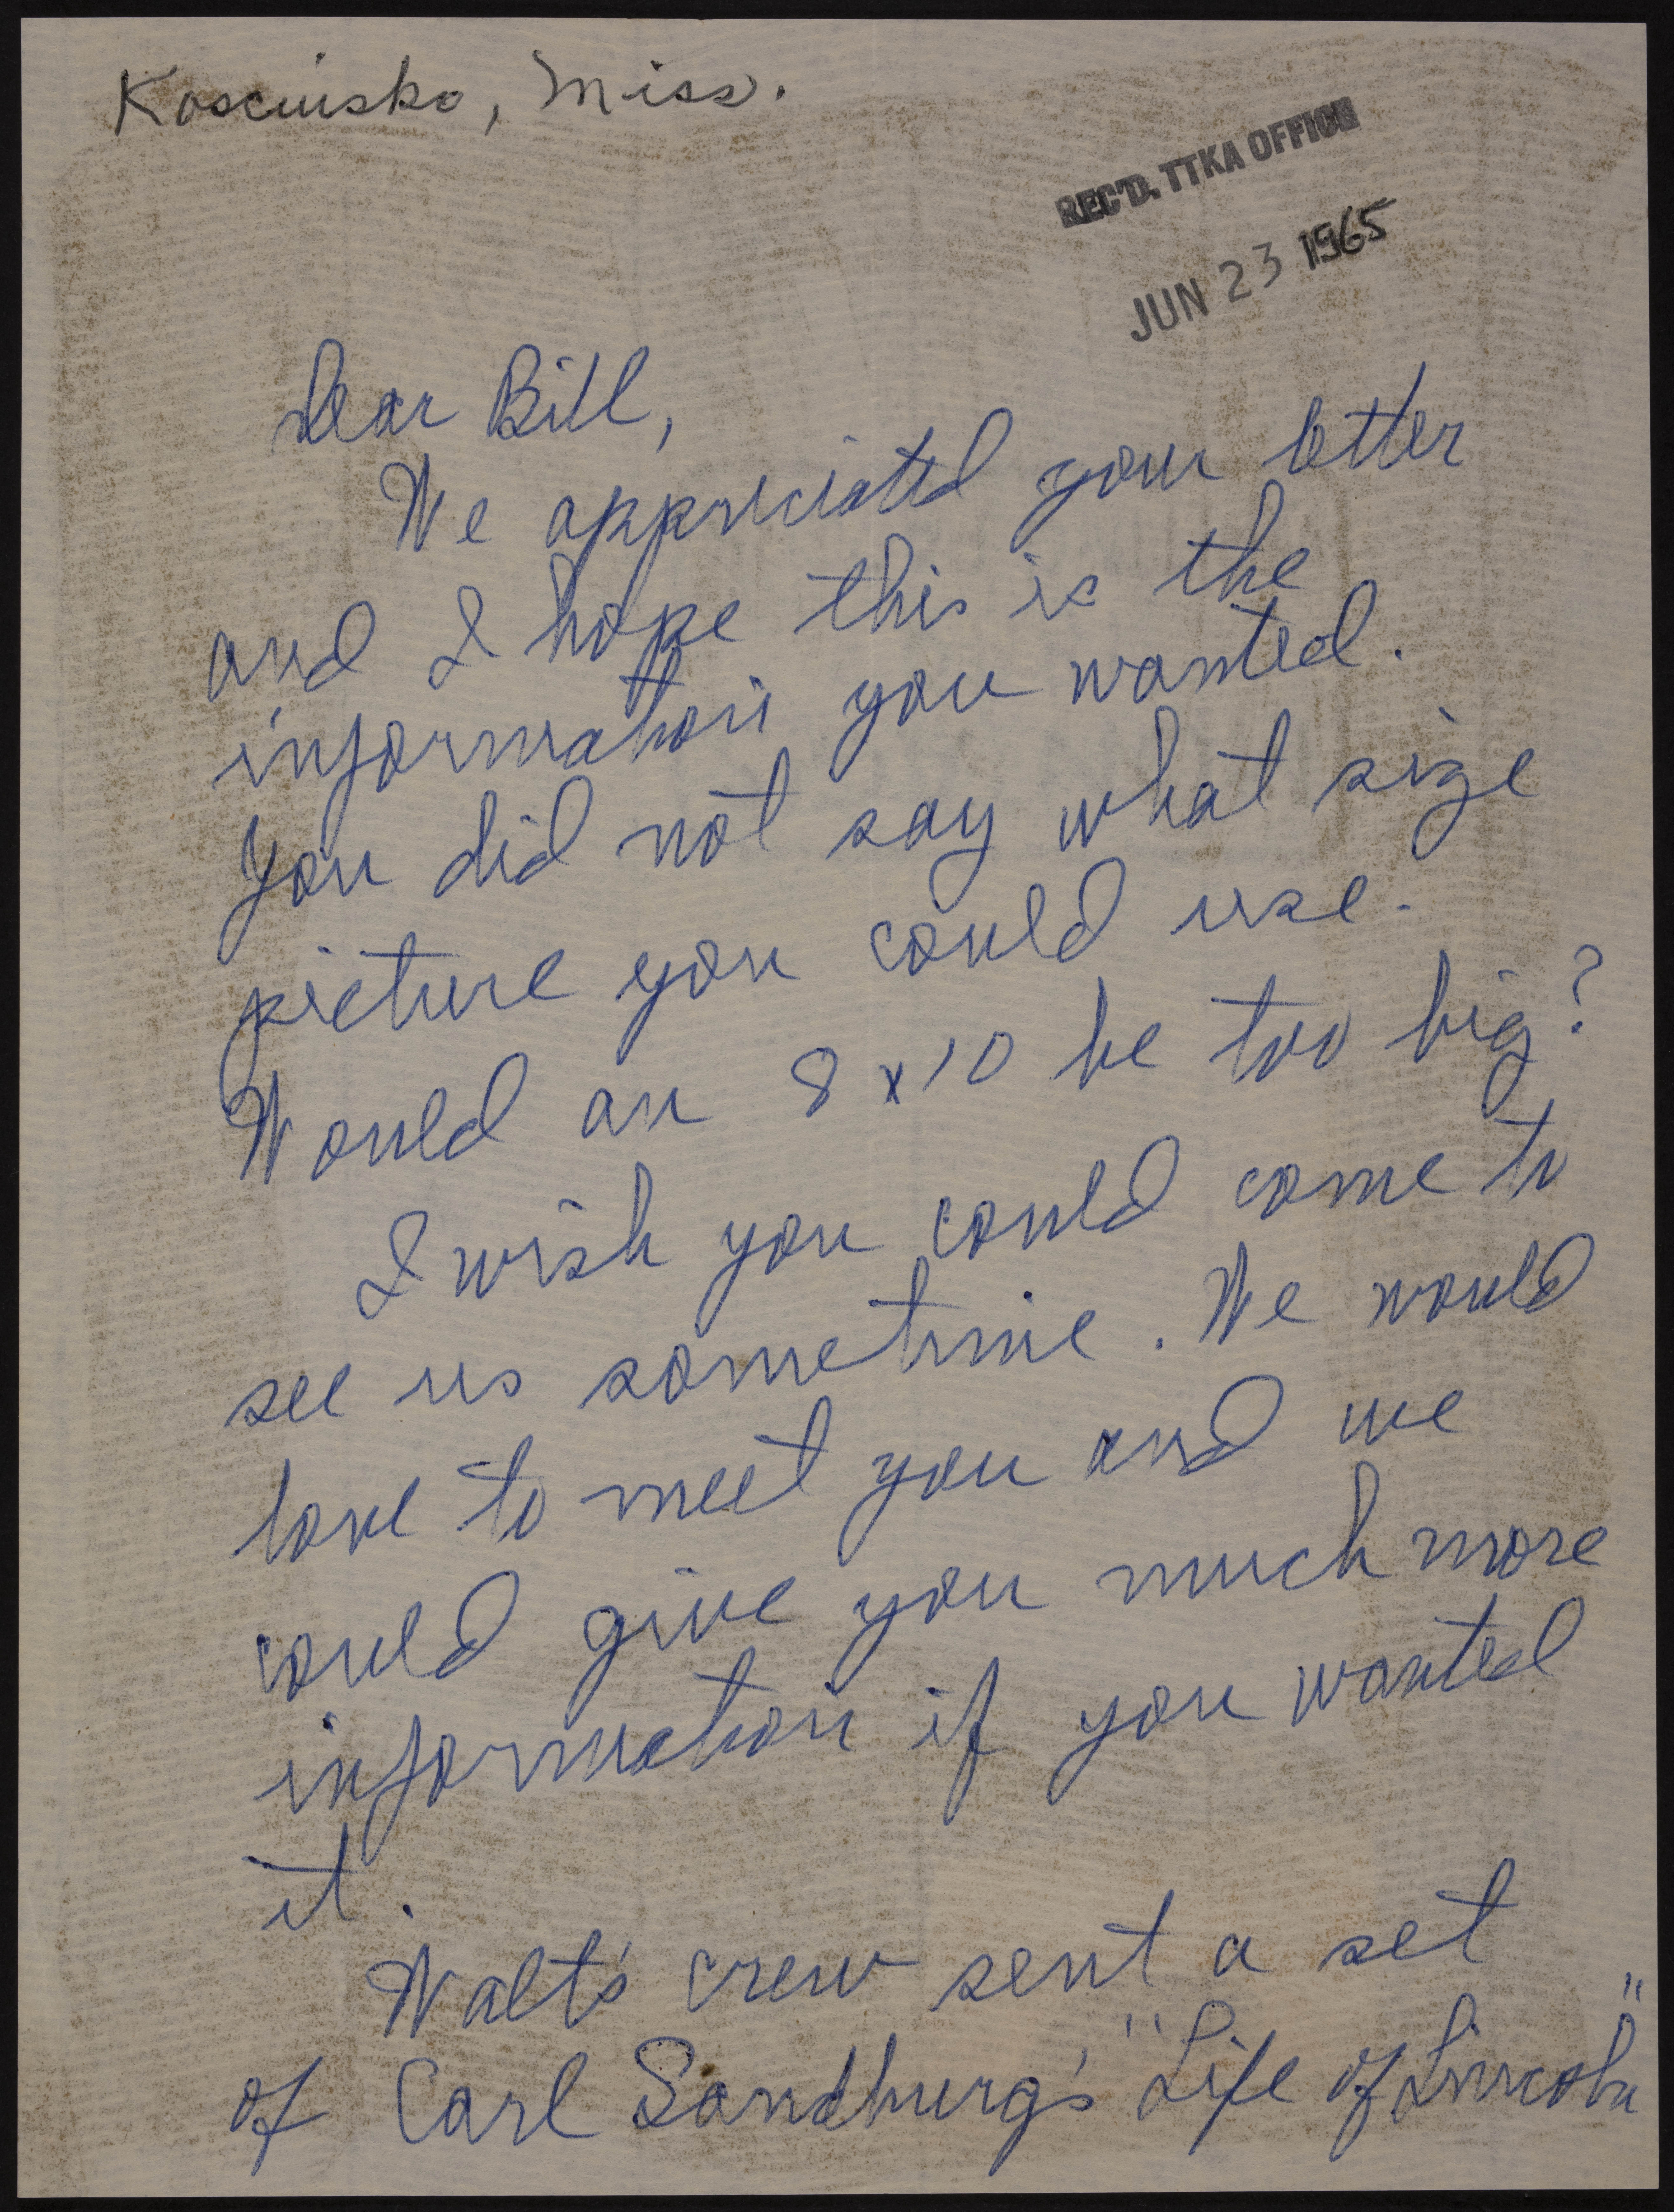 Kosciusko, Miss.
REC'D. TTKA OFFICE
JUN 23 1965
Dear Bill,
We appreciated your letter
and I hope this is the
information you wanted.
You did not say what size
picture you could use.
Would an 8 x 10 be too big?
I wish you could come to
see us sometime. We would
love to meet you and we
could give you much more
information if you wanted
it.
Walt's crew sent a set
of Carl Sandburg's "Life of Lincoln"